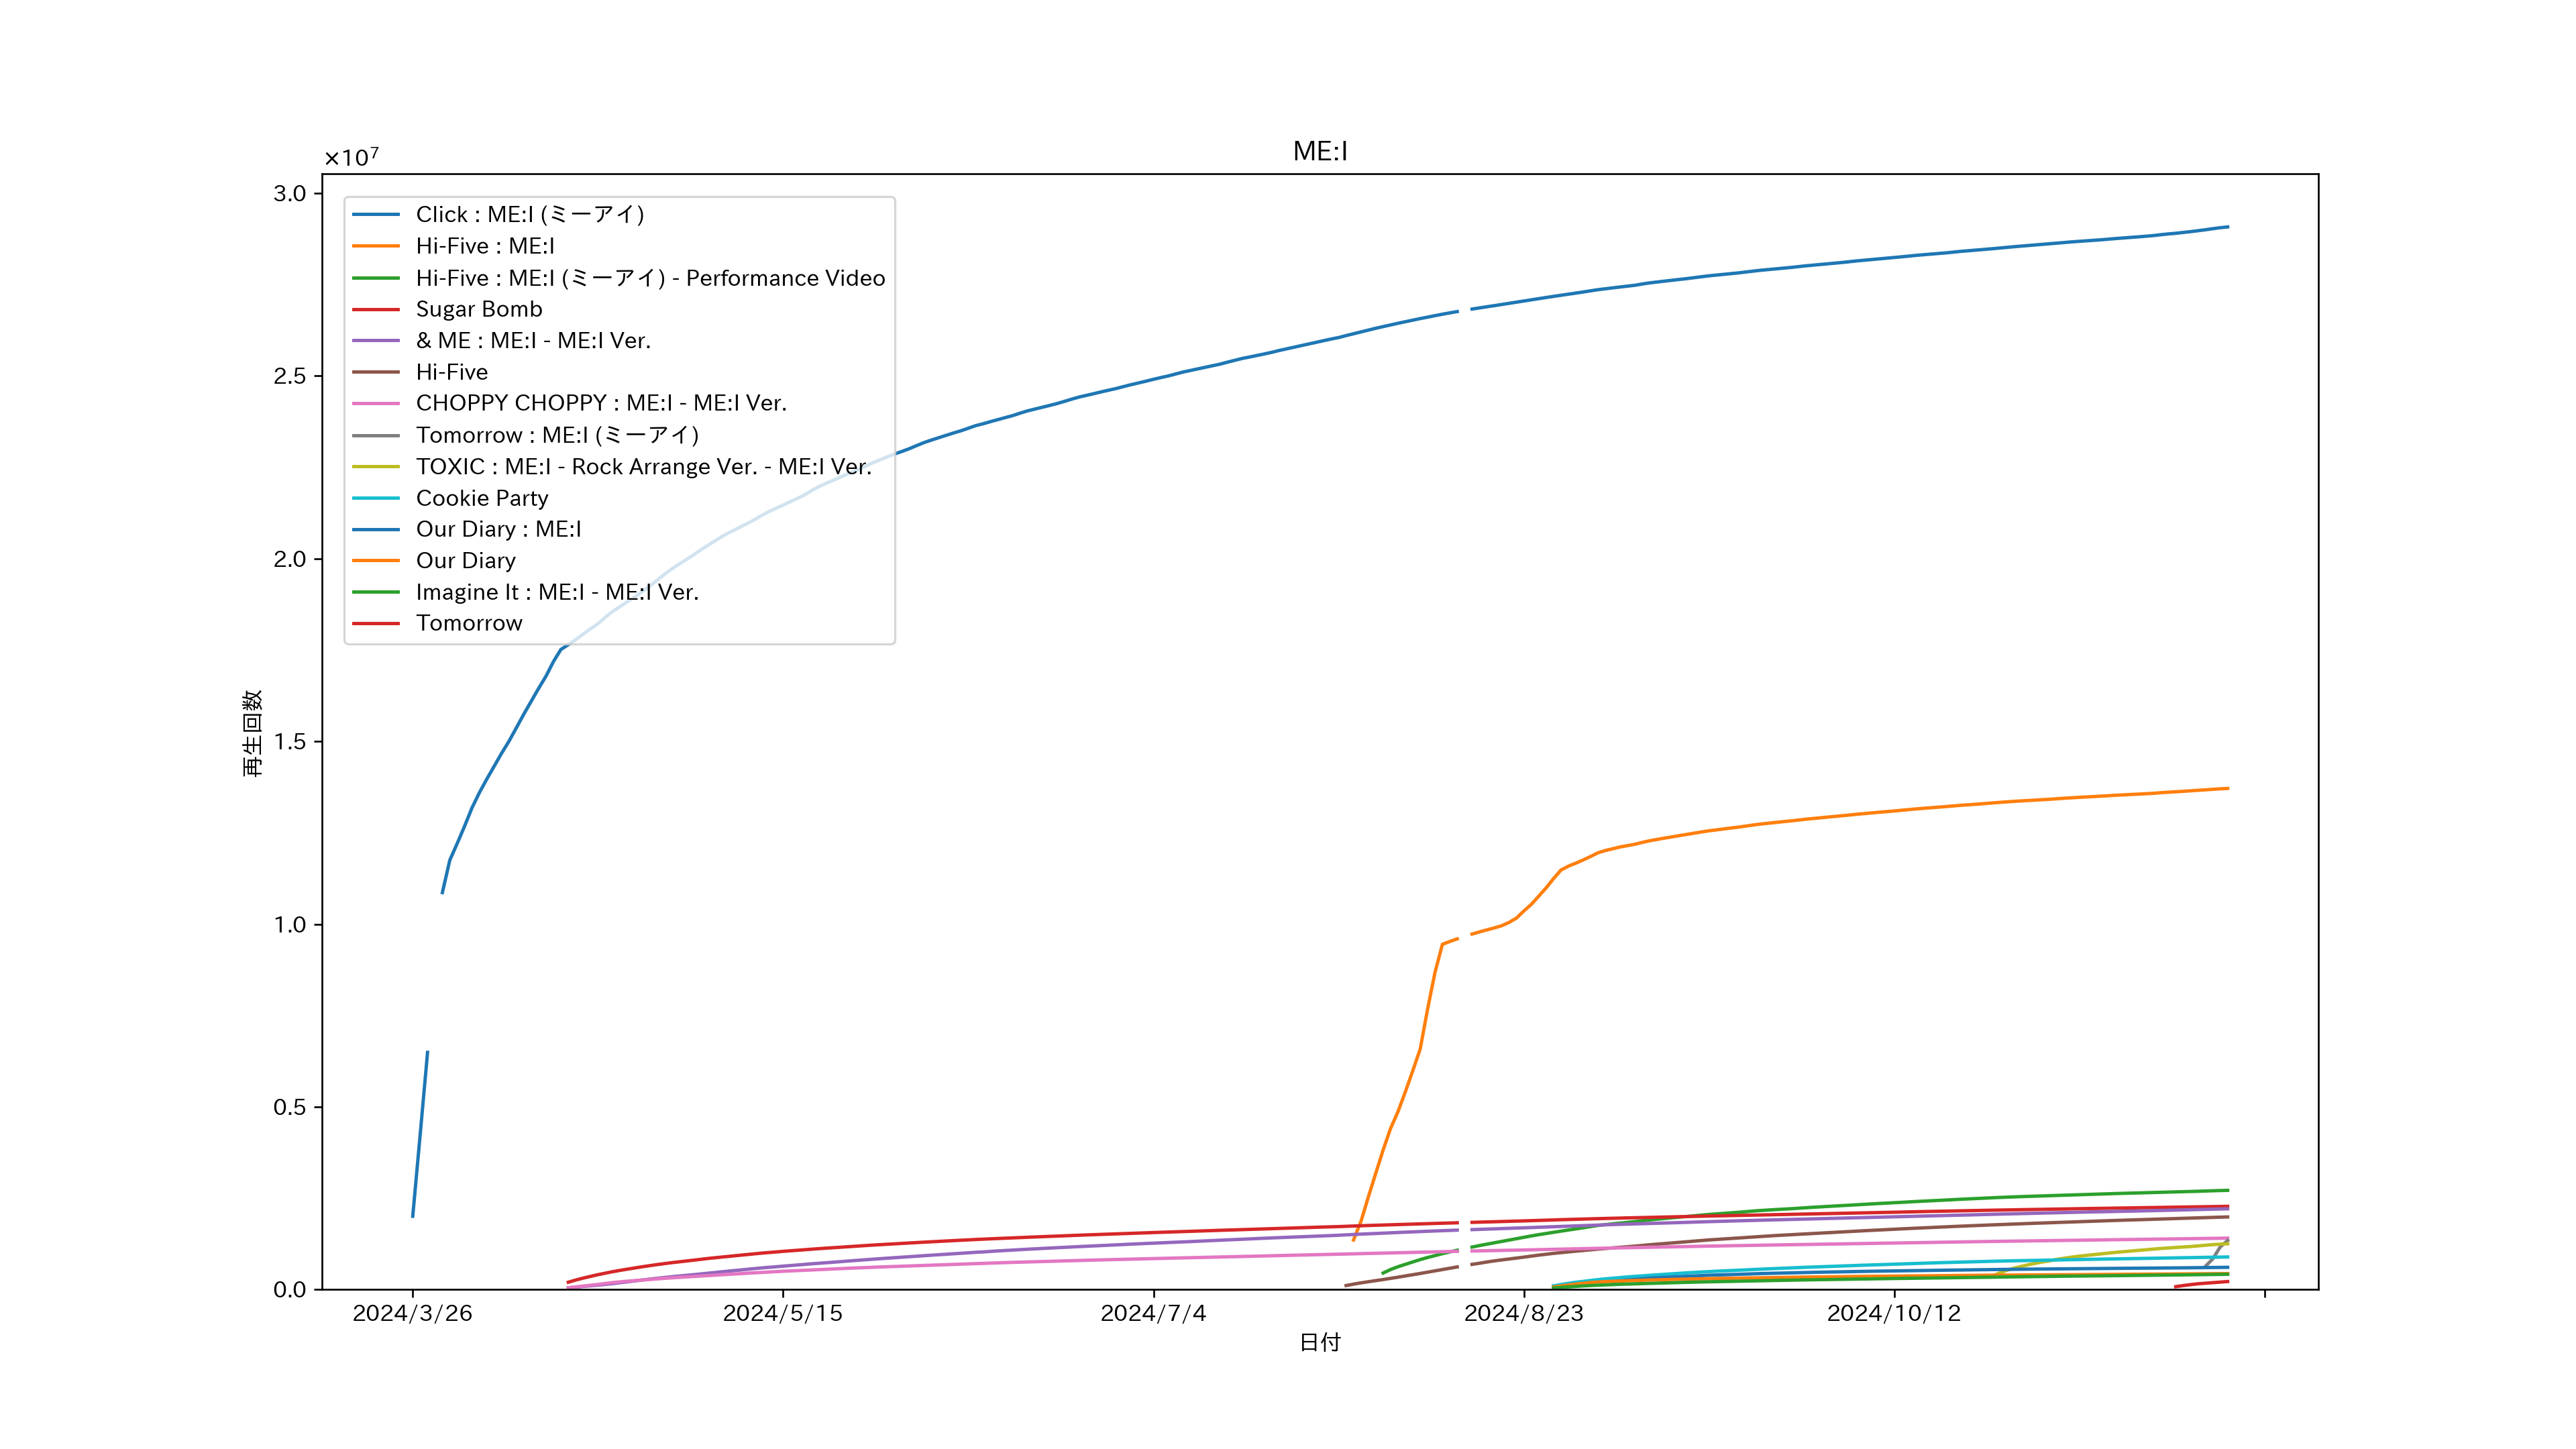 ME:I
×10⁷
3.0
2.5
2.0
1.5
1.0
0.5
0.0
再生回数
Click : ME:I (ミーアイ)
Hi-Five : ME:I
Hi-Five : ME:I (ミーアイ) - Performance Video
Sugar Bomb
& ME : ME:I - ME:I Ver.
Hi-Five
CHOPPY CHOPPY : ME:I - ME:I Ver.
Tomorrow : ME:I (ミーアイ)
TOXIC : ME:I - Rock Arrange Ver. - ME:I Ver.
Cookie Party
Our Diary : ME:I
Our Diary
Imagine It : ME:I - ME:I Ver.
Tomorrow
2024/3/26
2024/5/15
2024/7/4
2024/8/23
2024/10/12
日付